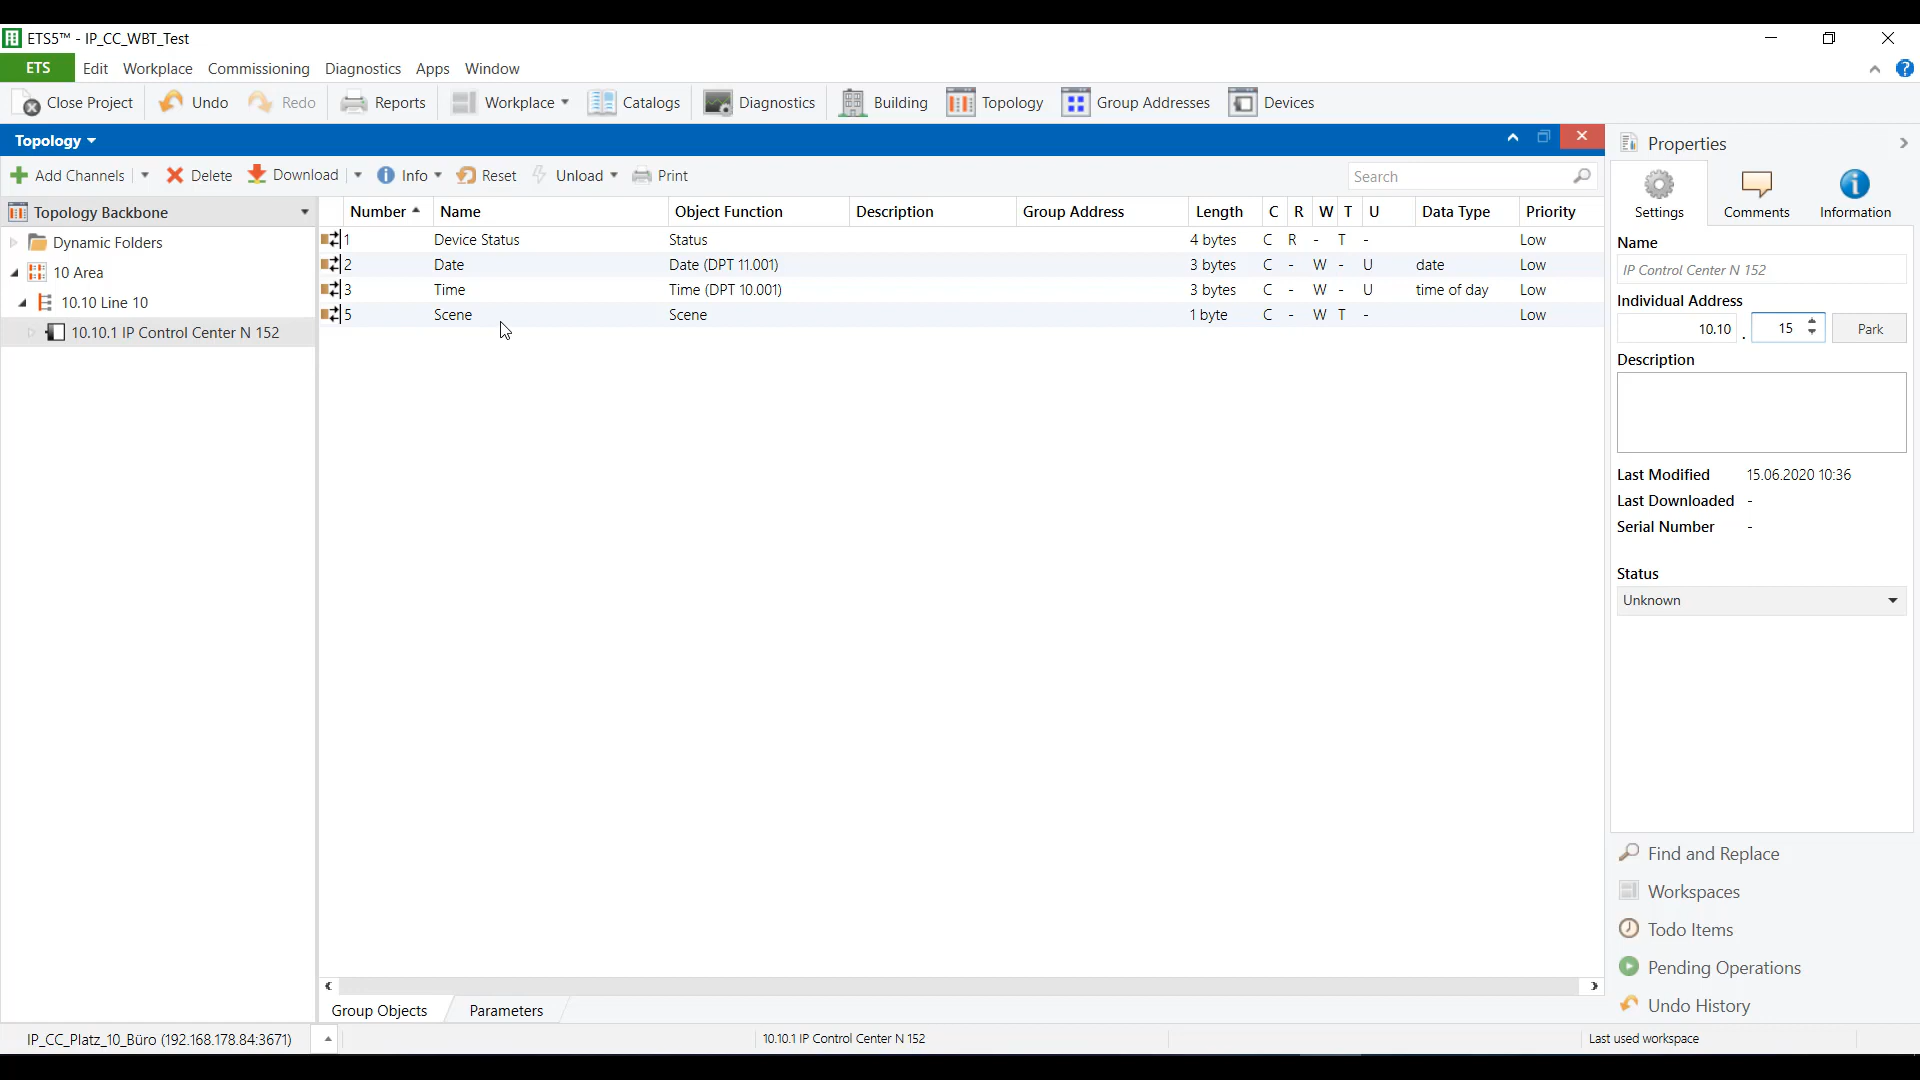 ETS5™ - IP_CC_WBT_Test
ETS Edit Workplace Commissioning Diagnostics Apps Window
Close Project Undo Redo Reports Workplace Catalogs Diagnostics Building Topology Group Addresses Devices
Topology
Add Channels Delete Download Info Reset Unload Print Search
Topology Backbone
Dynamic Folders
10 Area
10.10 Line 10
10.10.1 IP Control Center N 152
Number Name Object Function Description Group Address Length C R W T U Data Type Priority
1 Device Status Status 4 bytes C R - T - Low
2 Date Date (DPT 11.001) 3 bytes C - W - U date Low
3 Time Time (DPT 10.001) 3 bytes C - W - U time of day Low
5 Scene Scene 1 byte C - W T - Low
Group Objects Parameters
Properties
Settings Comments Information
Name
IP Control Center N 152
Individual Address
10.10 . 15 Park
Description
Last Modified 15.06.2020 10:36
Last Downloaded -
Serial Number -
Status
Unknown
Find and Replace
Workspaces
Todo Items
Pending Operations
Undo History
IP_CC_Platz_10_Büro (192.168.178.84:3671) 10.10.1 IP Control Center N 152 Last used workspace